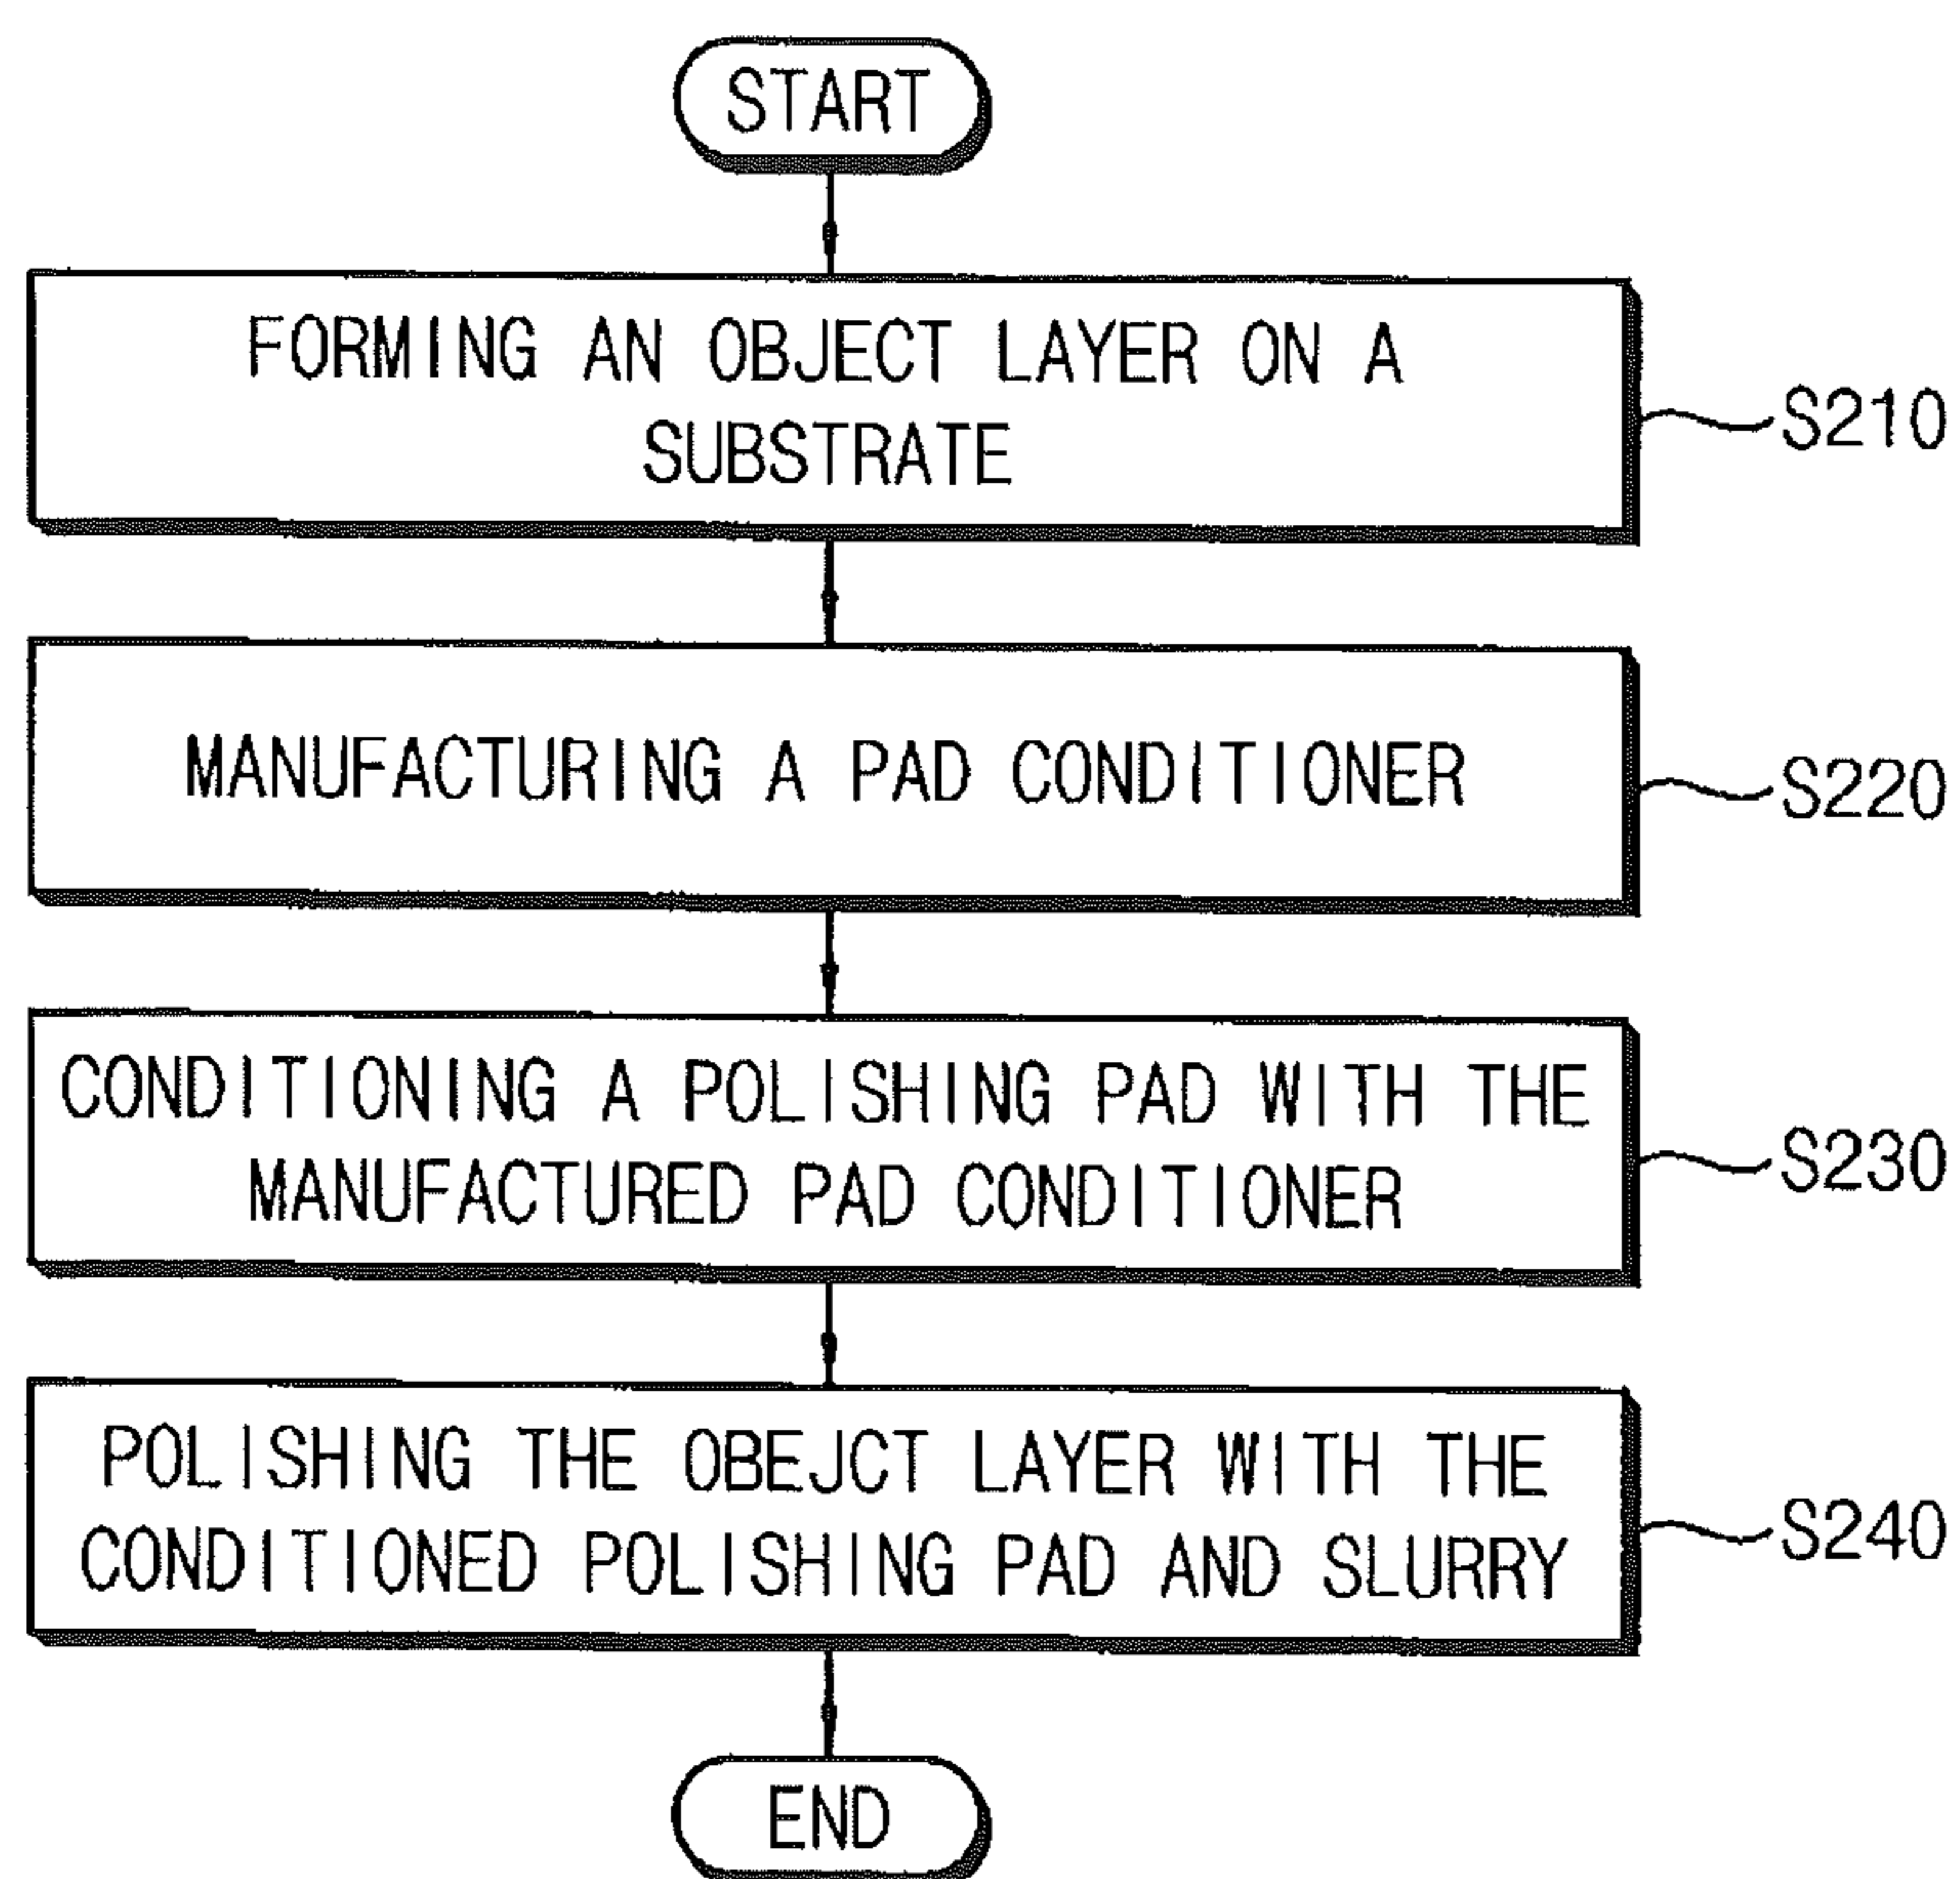 START
FORMING AN OBJECT LAYER ON A
SUBSTRATE
S210
MANUFACTURING A PAD CONDITIONER
S220
CONDITIONING A POLISHING PAD WITH THE
MANUFACTURED PAD CONDITIONER
S230
POLISHING THE OBEJCT LAYER WITH THE
CONDITIONED POLISHING PAD AND SLURRY
S240
END